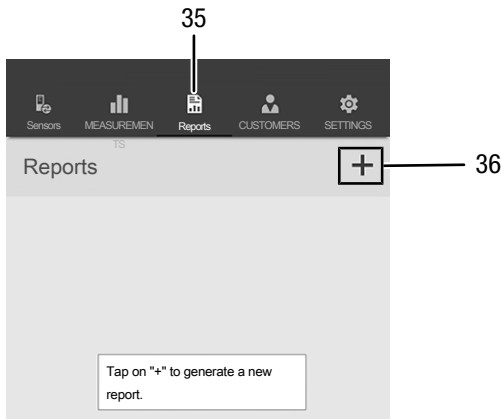 35
Sensors MEASUREMEN Reports CUSTOMERS SETTINGS
TS
Reports
36
Tap on "+" to generate a new
report.